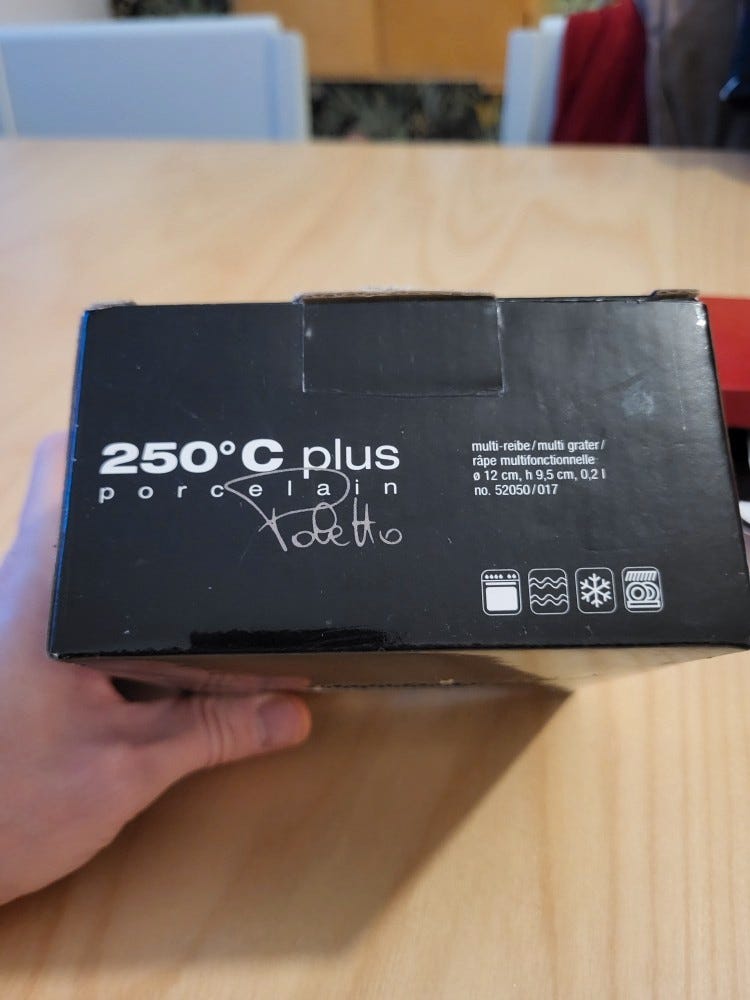 250°C plus
porcelain
Poletto
multi-reibe/multi grater/
râpe multifonctionnelle
ø 12 cm, h 9,5 cm, 0,2 l
no. 52050/017